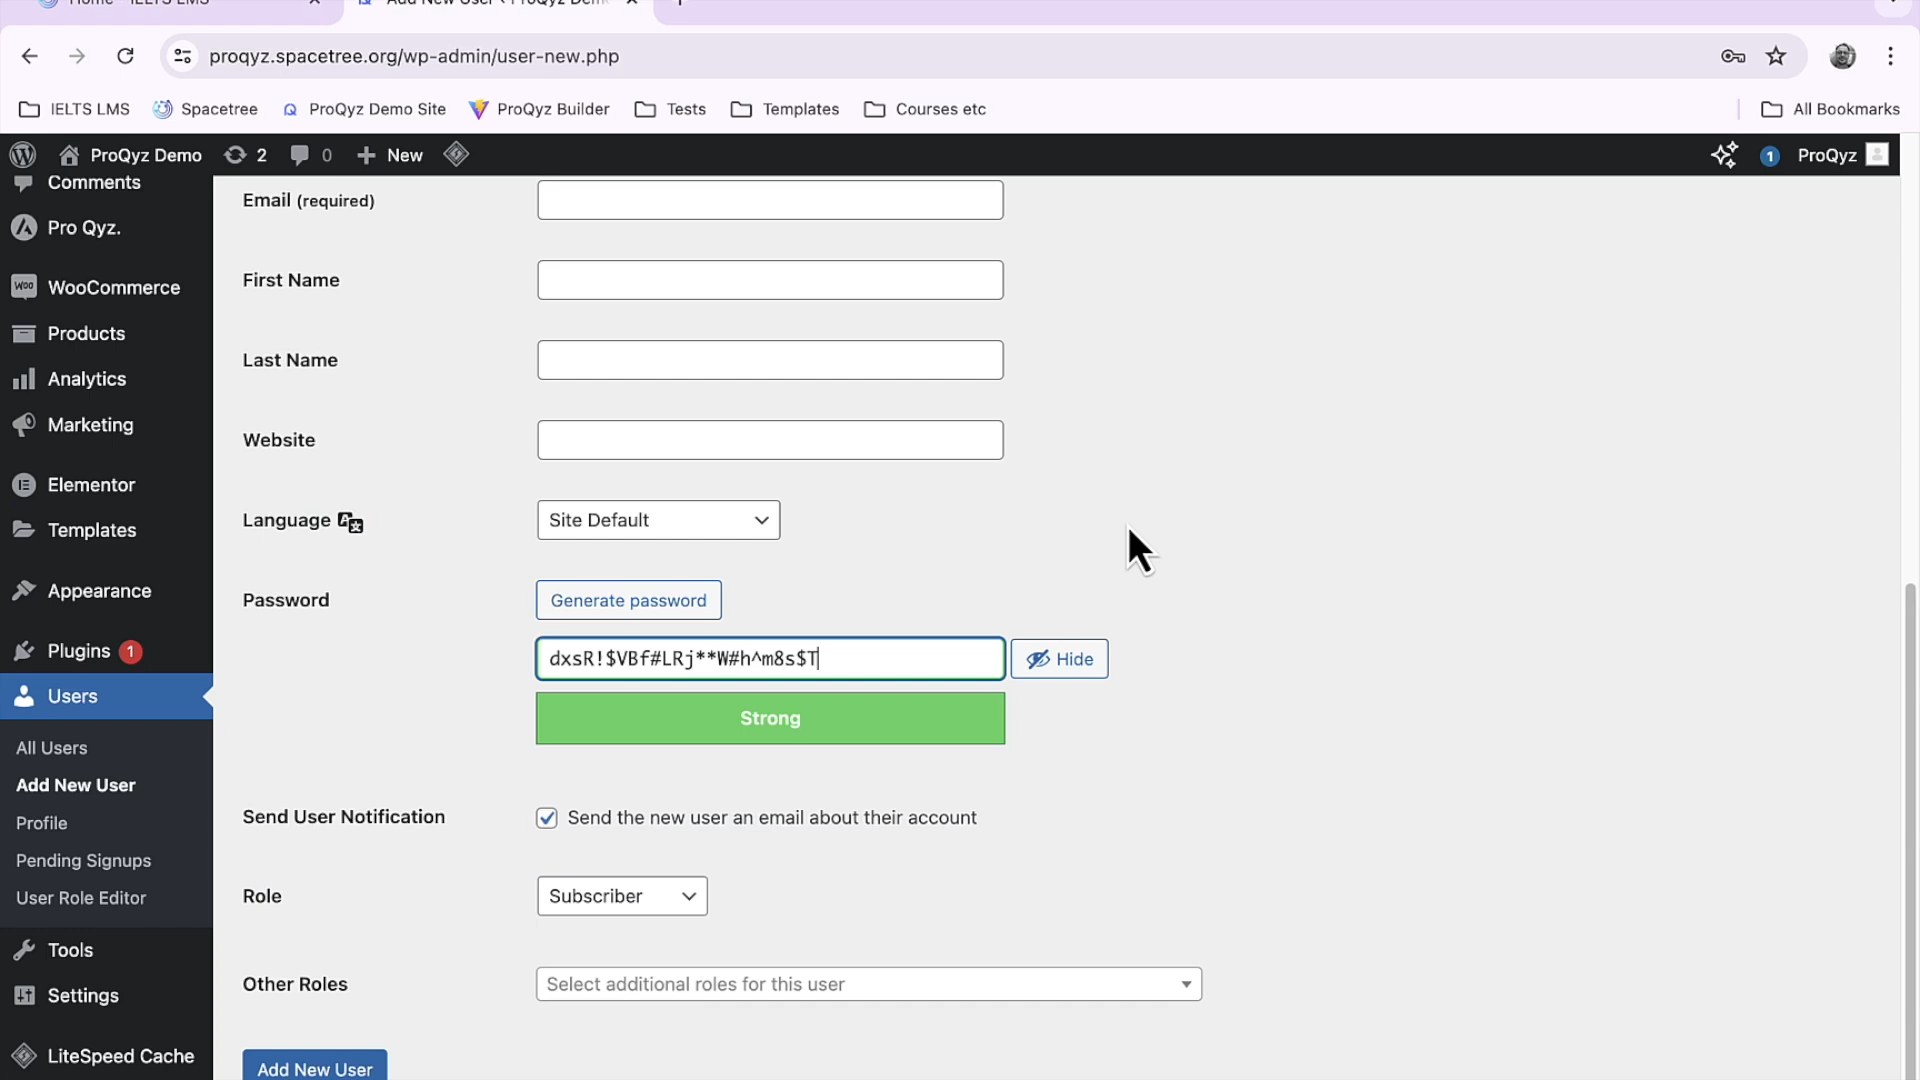 Home - IELTS LMS
Add New User ‹ ProQyz Demo
proqyz.spacetree.org/wp-admin/user-new.php
IELTS LMS
Spacetree
ProQyz Demo Site
ProQyz Builder
Tests
Templates
Courses etc
All Bookmarks
ProQyz Demo
2
0
New
1
ProQyz
Comments
Pro Qyz.
WOO
WooCommerce
Products
Analytics
Marketing
Elementor
Templates
Appearance
Plugins 1
Users
All Users
Add New User
Profile
Pending Signups
User Role Editor
Tools
Settings
LiteSpeed Cache
Email (required)
First Name
Last Name
Website
Language
Site Default
Password
Generate password
dxsR!$VBf#LRj**W#h^m8s$T
Hide
Strong
Send User Notification
Send the new user an email about their account
Role
Subscriber
Other Roles
Select additional roles for this user
Add New User